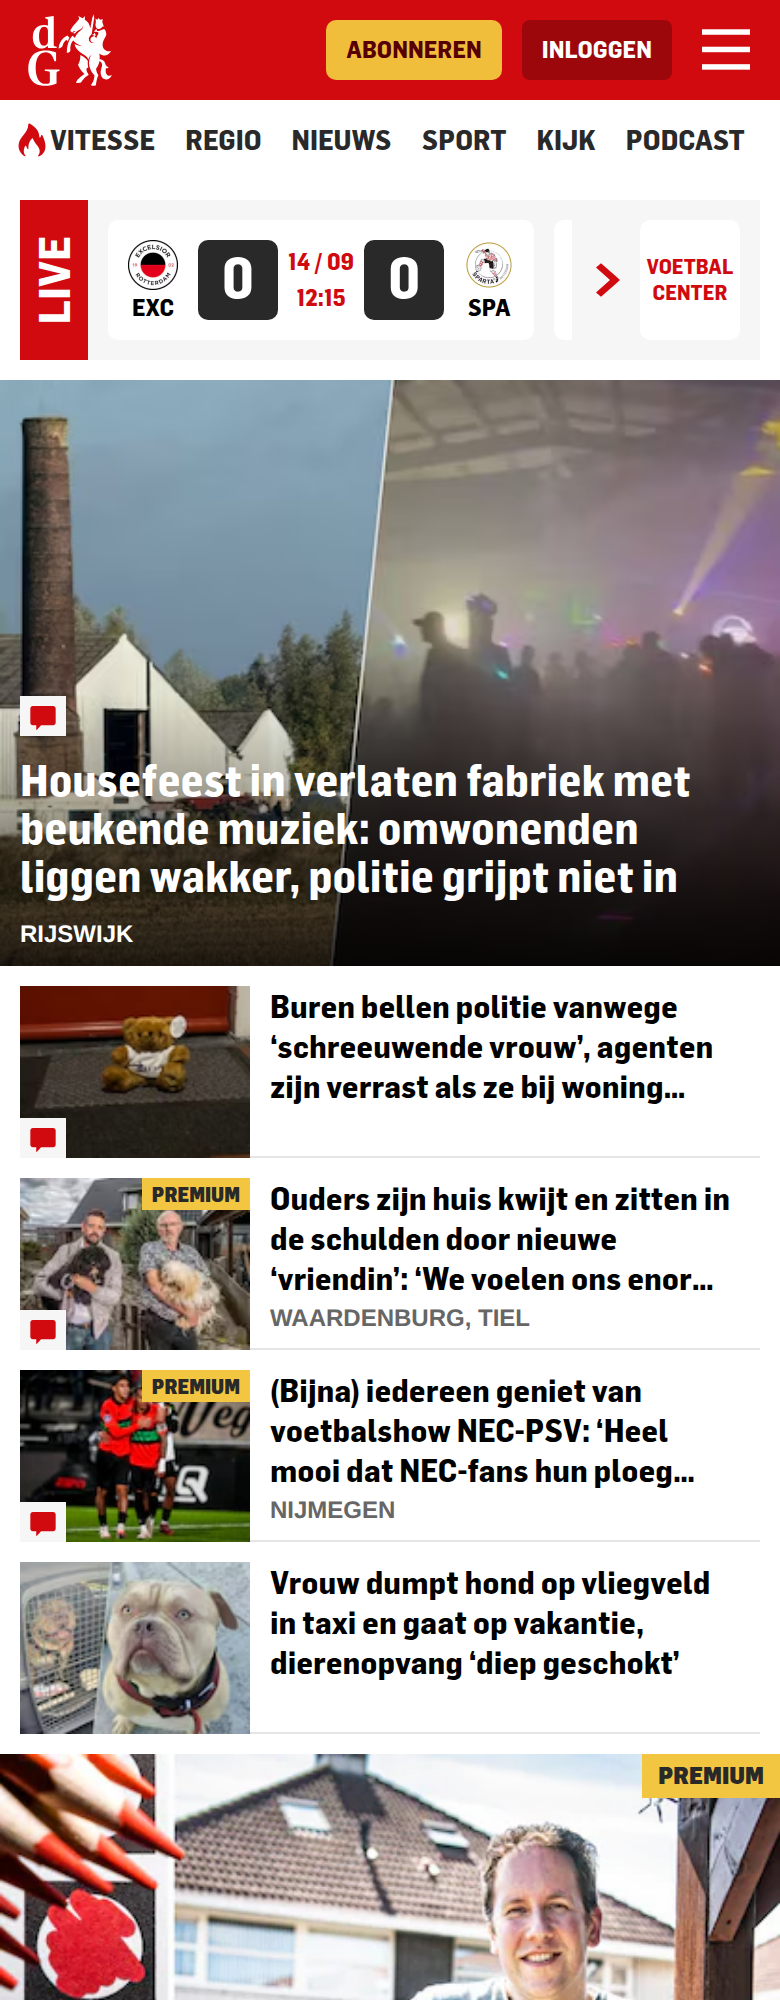 d
G
ABONNEREN
INLOGGEN
VITESSE REGIO NIEUWS SPORT KIJK PODCAST
LIVE
EXCELSIOR
ROTTERDAM
EXC
0
14 / 09
12:15
0
SPARTA
SPA
VOETBAL
CENTER
Housefeest in verlaten fabriek met
beukende muziek: omwonenden
liggen wakker, politie grijpt niet in
RIJSWIJK
Buren bellen politie vanwege
‘schreeuwende vrouw’, agenten
zijn verrast als ze bij woning...
PREMIUM
Ouders zijn huis kwijt en zitten in
de schulden door nieuwe
‘vriendin’: ‘We voelen ons enor...
WAARDENBURG, TIEL
PREMIUM
(Bijna) iedereen geniet van
voetbalshow NEC-PSV: ‘Heel
mooi dat NEC-fans hun ploeg...
NIJMEGEN
Vrouw dumpt hond op vliegveld
in taxi en gaat op vakantie,
dierenopvang ‘diep geschokt’
PREMIUM